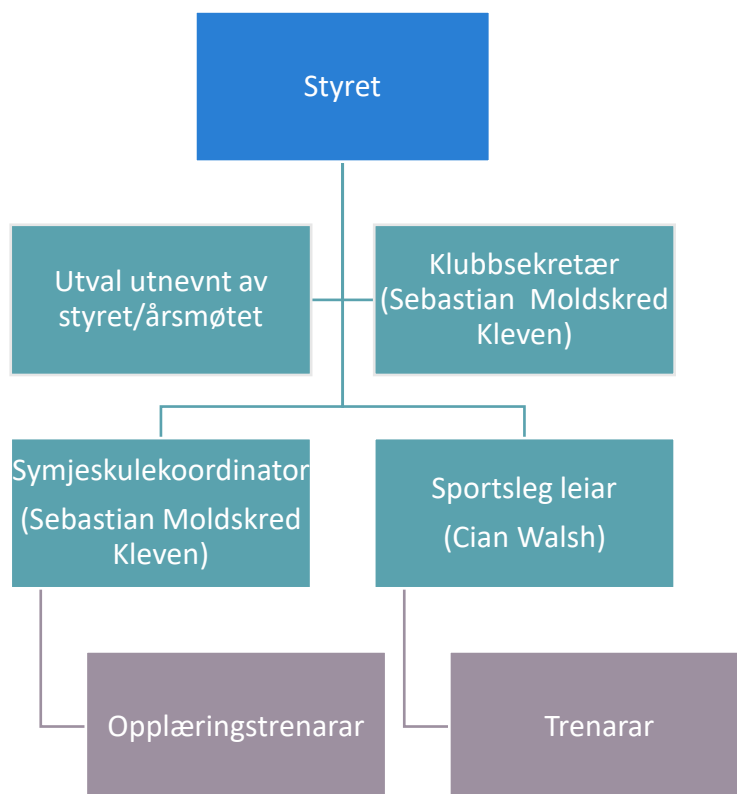 Styret
Utval utnevnt av
styret/årsmøtet
Klubbsekretær
(Sebastian Moldskred
Kleven)
Symjeskulekoordinator
(Sebastian Moldskred
Kleven)
Sportsleg leiar
(Cian Walsh)
Opplæringstrenarar
Trenarar